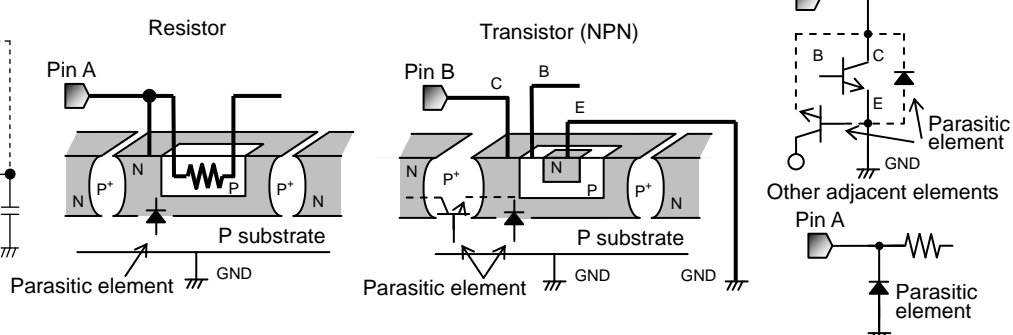 Resistor
Pin A
N
N
P+
P
P+
N
P substrate
Parasitic element
GND
Transistor (NPN)
Pin B
C
B
E
N
P+
N
N
P
P+
N
P substrate
Parasitic element
GND
GND
B
C
E
Parasitic
element
GND
Other adjacent elements
Pin A
Parasitic
element